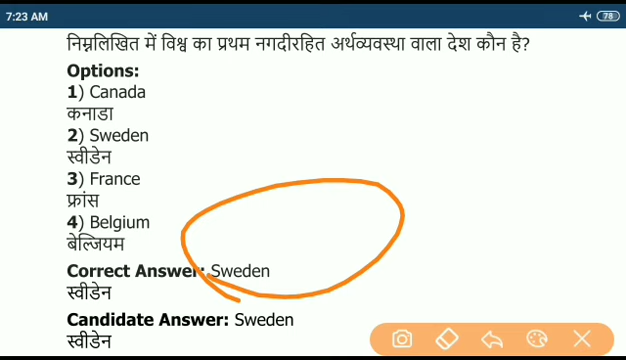 7:23 AM
78
निम्नलिखित में विश्व का प्रथम नगदीरहित अर्थव्यवस्था वाला देश कौन है?
Options:
1) Canada
कनाडा
2) Sweden
स्वीडेन
3) France
फ्रांस
4) Belgium
बेल्जियम
Correct Answer: Sweden
स्वीडेन
Candidate Answer: Sweden
स्वीडेन